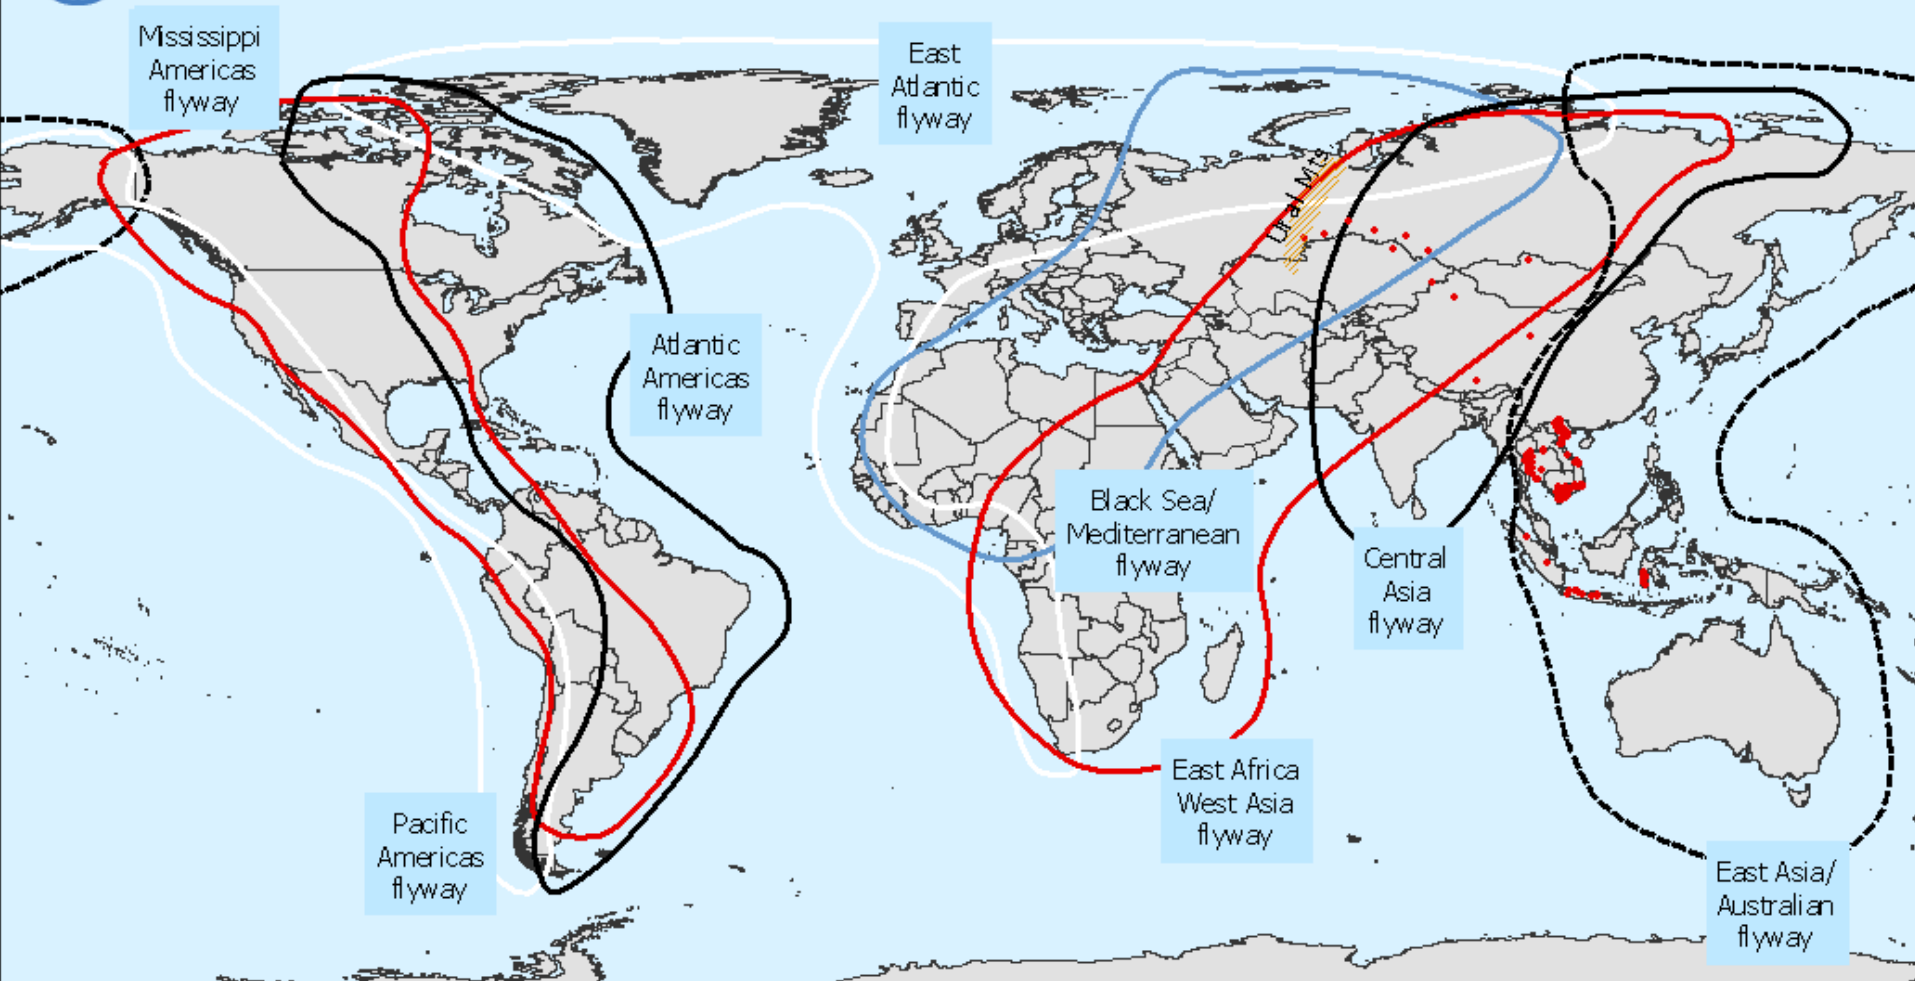 Mississippi
Americas
flyway
East
Atlantic
flyway
Ural Mts
Atlantic
Americas
flyway
Black Sea/
Mediterranean
flyway
Central
Asia
flyway
East Africa
West Asia
flyway
Pacific
Americas
flyway
East Asia/
Australian
flyway